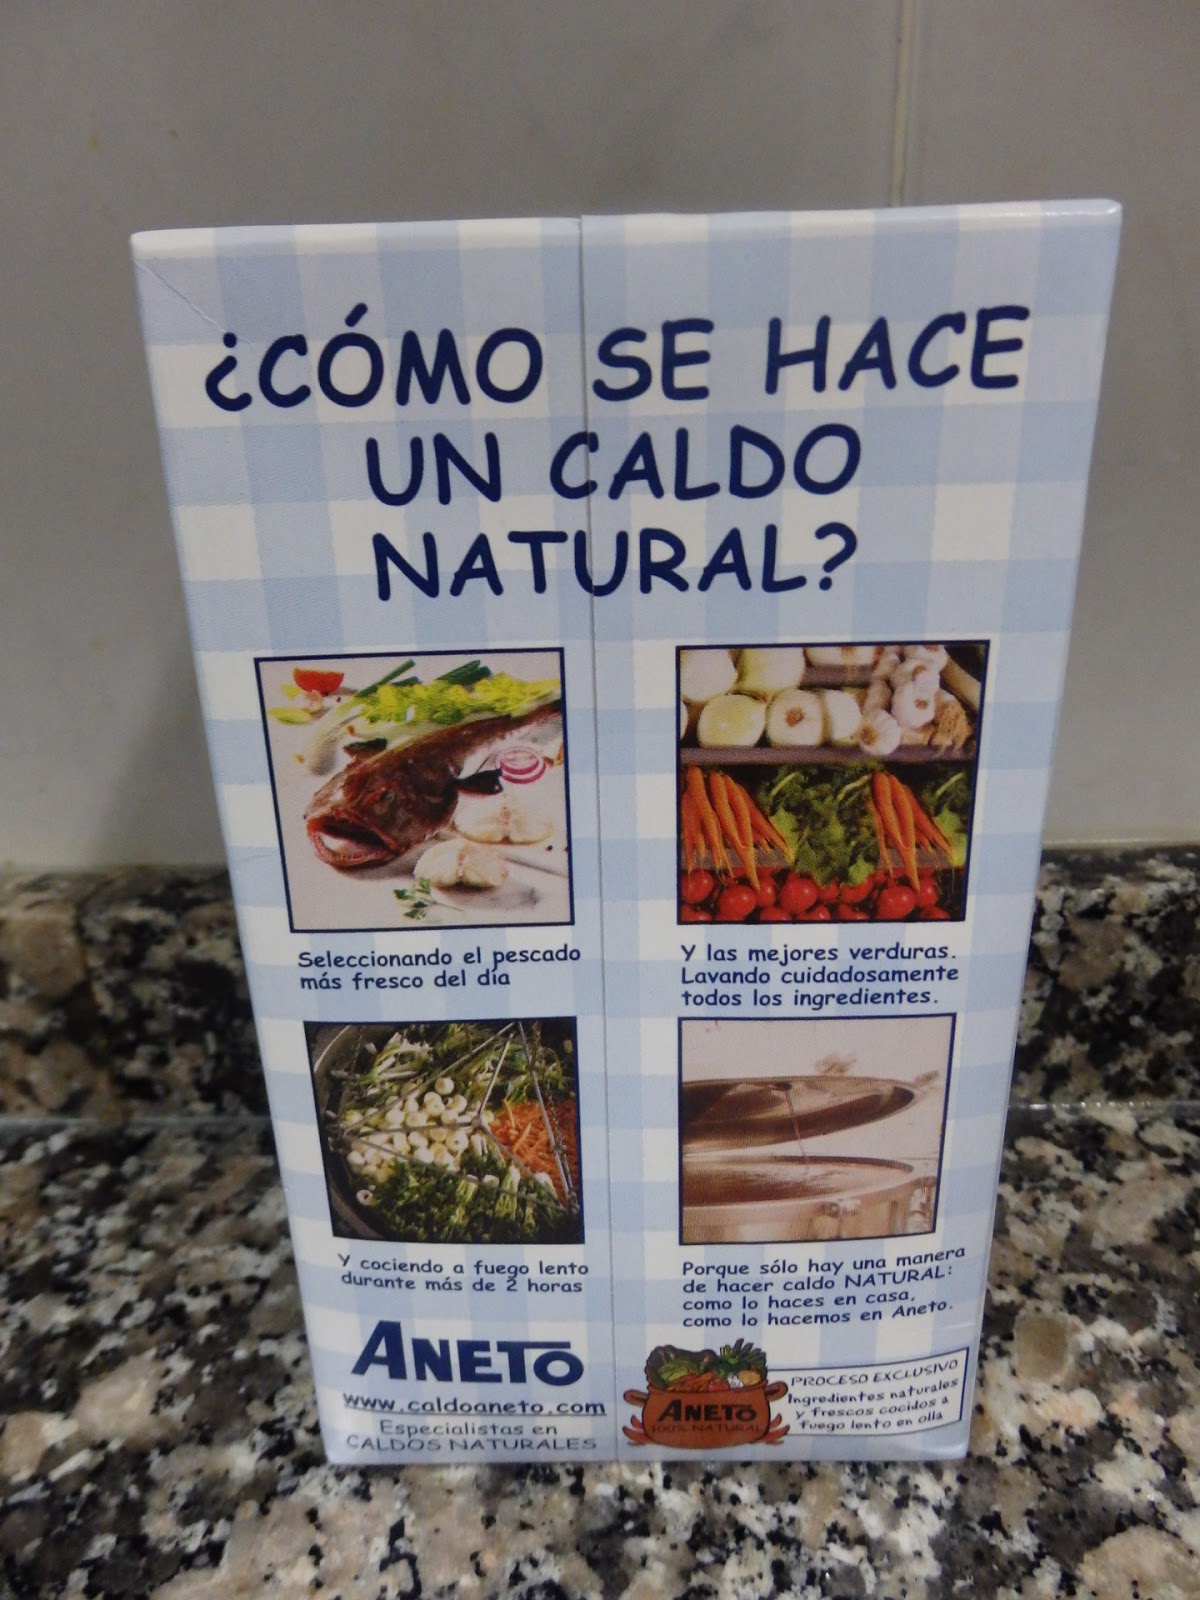 ¿CÓMO SE HACE
UN CALDO
NATURAL?
Seleccionando el pescado
más fresco del día
Y las mejores verduras.
Lavando cuidadosamente
todos los ingredientes.
Y cociendo a fuego lento
durante más de 2 horas
Porque sólo hay una manera
de hacer caldo NATURAL:
como lo haces en casa,
como lo hacemos en Aneto.
ANETO
www.caldoaneto.com
Especialistas en
CALDOS NATURALES
ANETO
100% NATURAL
PROCESO EXCLUSIVO
Ingredientes naturales
y frescos cocidos a
fuego lento en olla